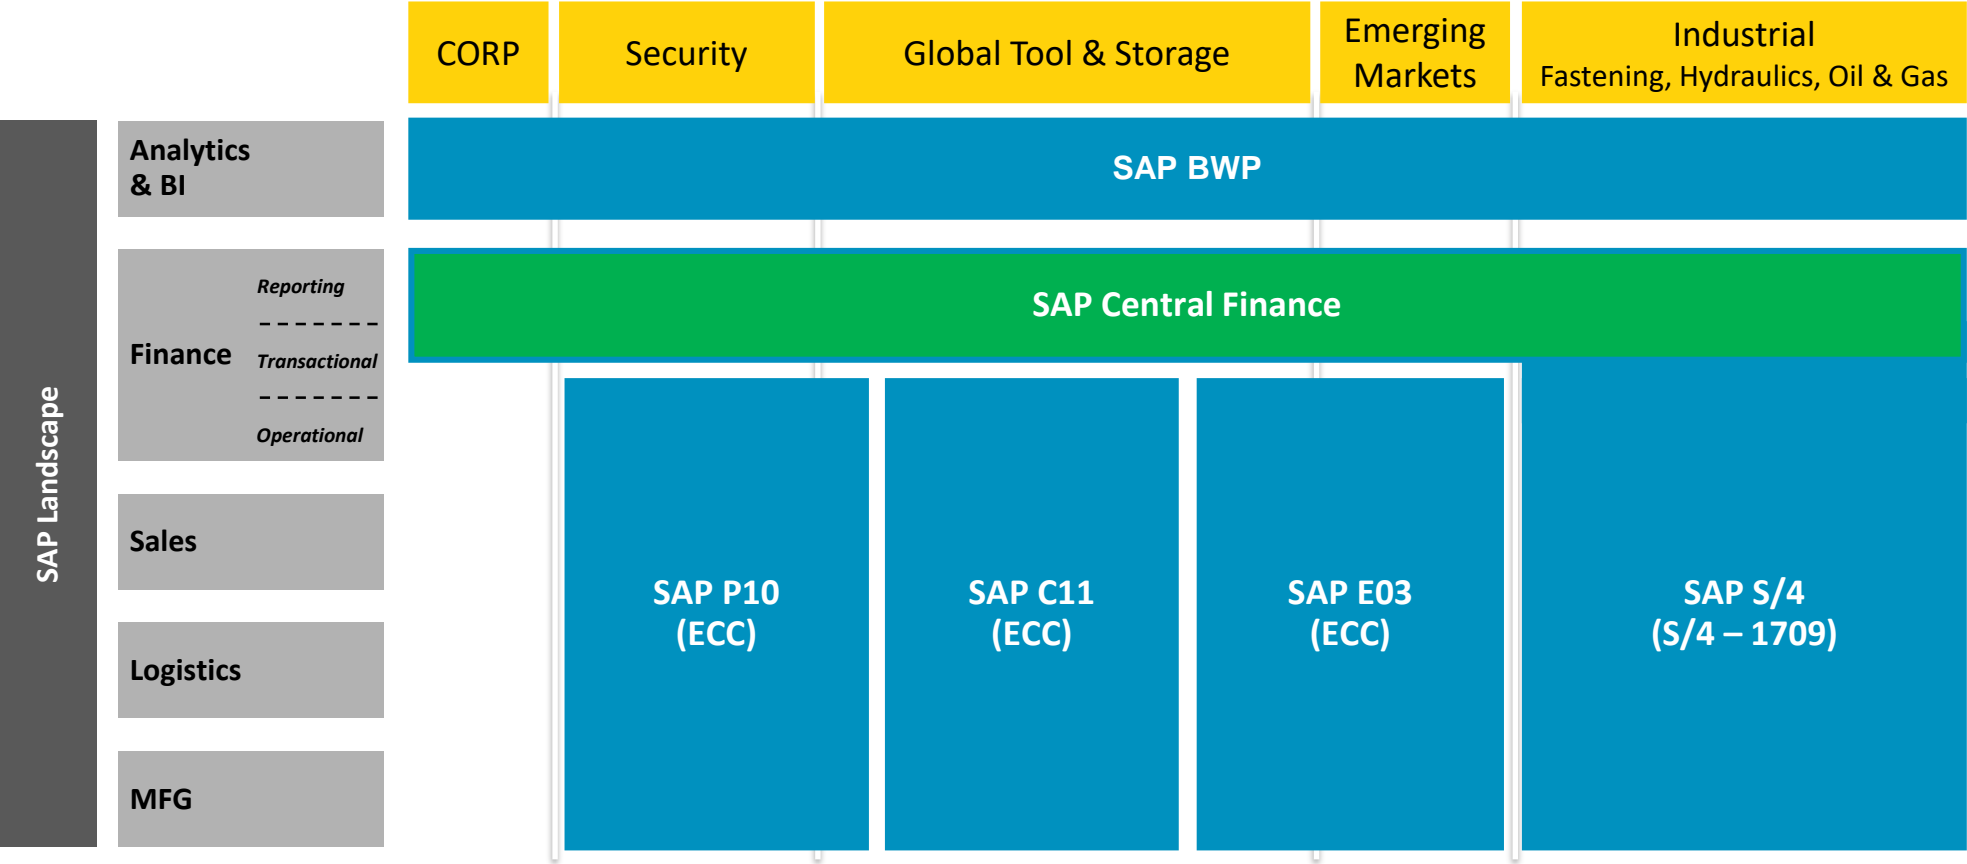 CORP
Security
Global Tool & Storage
Emerging
Markets
Industrial
Fastening, Hydraulics, Oil & Gas
SAP Landscape
Analytics
& BI
SAP BWP
Finance
Reporting
Transactional
Operational
SAP Central Finance
Sales
Logistics
MFG
SAP P10
(ECC)
SAP C11
(ECC)
SAP E03
(ECC)
SAP S/4
(S/4 – 1709)